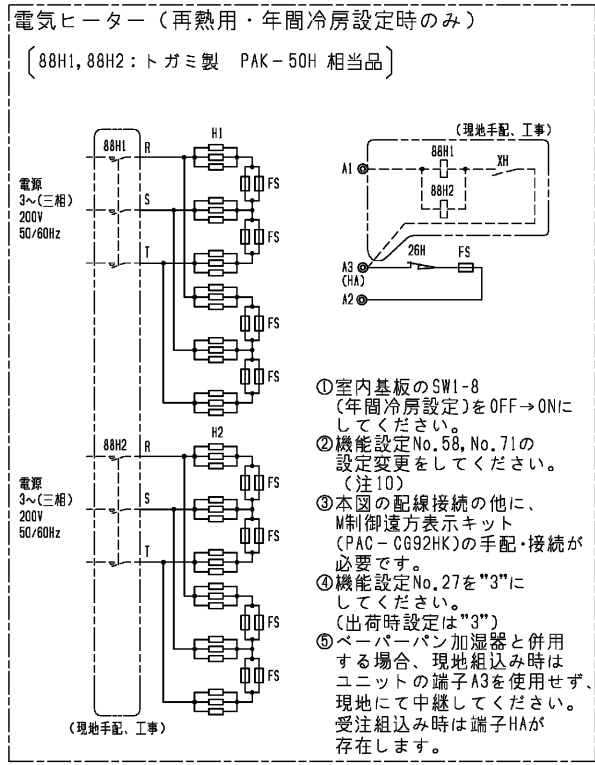 電気ヒーター（再熱用・年間冷房設定時のみ）
〔88H1,88H2：トガミ製　PAK－50H 相当品〕
88H1
R
S
T
H1
FS
FS
FS
FS
電源
3～(三相)
200V
50/60Hz
88H2
R
S
T
H2
FS
FS
FS
FS
電源
3～(三相)
200V
50/60Hz
(現地手配、工事)
(現地手配、工事)
A1
88H1
88H2
XH
A3
(HA)
26H
FS
A2
①室内基板のSW1-8
(年間冷房設定)をOFF→ONに
してください。
②機能設定No.58,No.71の
設定変更をしてください。
（注10）
③本図の配線接続の他に、
M制御遠方表示キット
(PAC－CG92HK)の手配・接続が
必要です。
④機能設定No.27を”3”に
してください。
(出荷時設定は”3”)
⑤ペーパーパン加湿器と併用
する場合、現地組込み時は
ユニットの端子A3を使用せず、
現地にて中継してください。
受注組込み時は端子HAが
存在します。